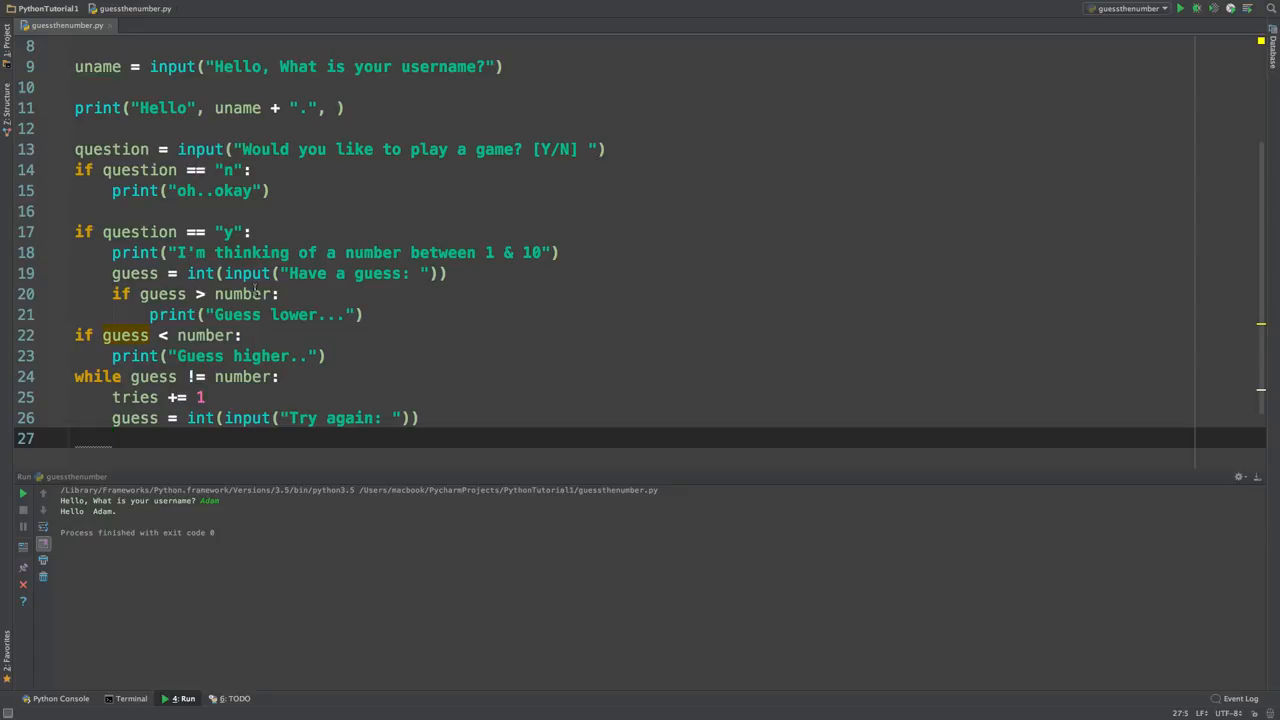 PythonTutorial1 guessthenumber.py guessthenumber
guessthenumber.py
1: Project
Z: Structure
2: Favorites
Database
8
9 uname = input("Hello, What is your username?")
10
11 print("Hello", uname + ".", )
12
13 question = input("Would you like to play a game? [Y/N] ")
14 if question == "n":
15 print("oh..okay")
16
17 if question == "y":
18 print("I'm thinking of a number between 1 & 10")
19 guess = int(input("Have a guess: "))
20 if guess > number:
21 print("Guess lower...")
22 if guess < number:
23 print("Guess higher..")
24 while guess != number:
25 tries += 1
26 guess = int(input("Try again: "))
27
Run guessthenumber
/Library/Frameworks/Python.framework/Versions/3.5/bin/python3.5 /Users/macbook/PycharmProjects/PythonTutorial1/guessthenumber.py
Hello, What is your username? Adam
Hello  Adam.
Process finished with exit code 0
Python Console Terminal 4: Run 6: TODO Event Log
27:5 LF÷ UTF-8÷